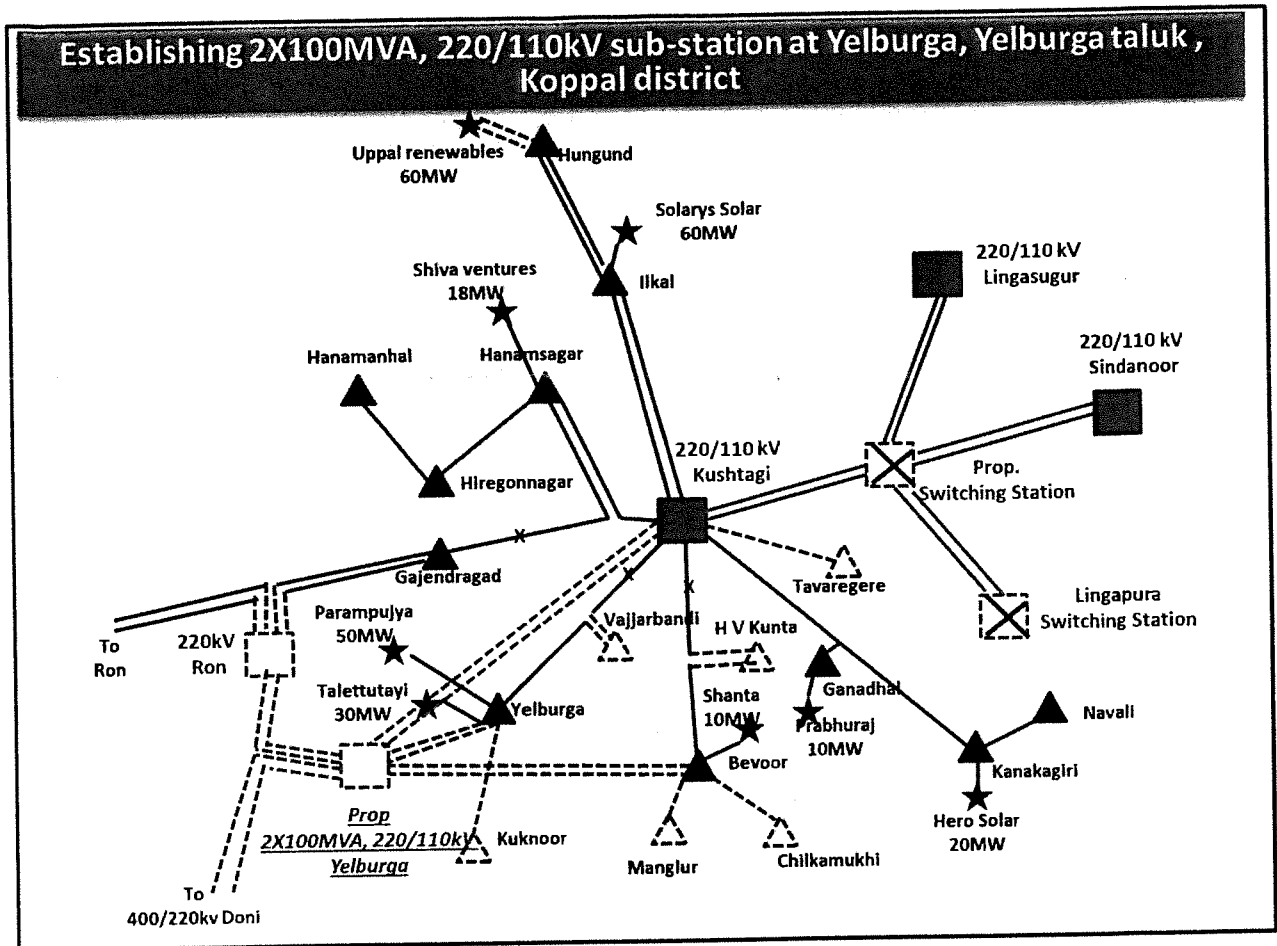 Establishing 2X100MVA, 220/110kV sub-station at Yelburga, Yelburga taluk ,
Koppal district
Uppal renewables
60MW
Hungund
Solarys Solar
60MW
Shiva ventures
18MW
Ilkal
220/110 kV
Lingasugur
Hanamanhal
Hanamsagar
220/110 kV
Sindanoor
220/110 kV
Kushtagi
Hiregonnagar
Prop.
Switching Station
x
Gajendragad
x
x
Tavaregere
Lingapura
Switching Station
To
Ron
220kV
Ron
Parampujya
50MW
Vajjarbandi
H V Kunta
Talettutayi
30MW
Yelburga
Shanta
10MW
Ganadhal
Prabhuraj
10MW
Navali
Bevoor
Kanakagiri
Prop
2X100MVA, 220/110kV
Yelburga
Kuknoor
Manglur
Chilkamukhi
Hero Solar
20MW
To
400/220kv Doni